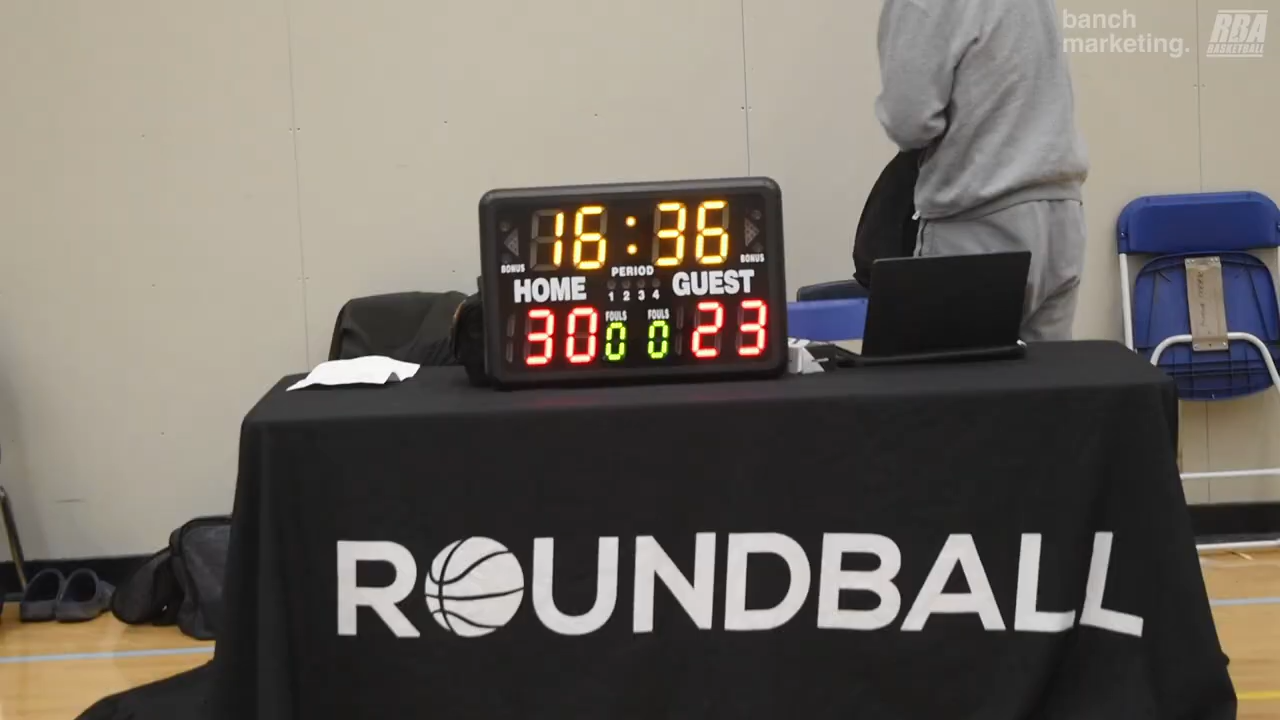 banch
marketing.
RBA
BASKETBALL
16:36
BONUS PERIOD BONUS
HOME 1 2 3 4 GUEST
FOULS FOULS
30 0 0 23
ROUNDBALL